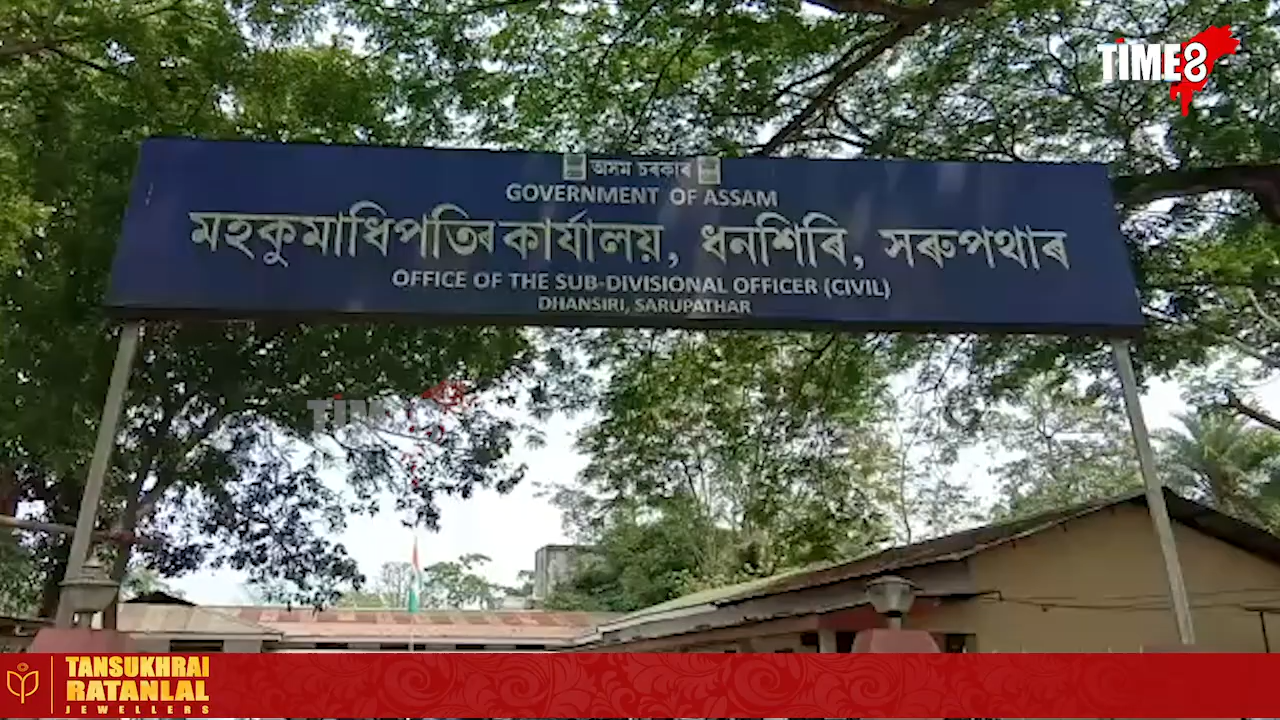 TIME8
অসম চৰকাৰ
GOVERNMENT OF ASSAM
মহকুমাধিপতিৰ কাৰ্যালয়, ধনশিৰি, সৰুপথাৰ
OFFICE OF THE SUB-DIVISIONAL OFFICER (CIVIL)
DHANSIRI, SARUPATHAR
TANSUKHRAI
RATANLAL
JEWELLERS